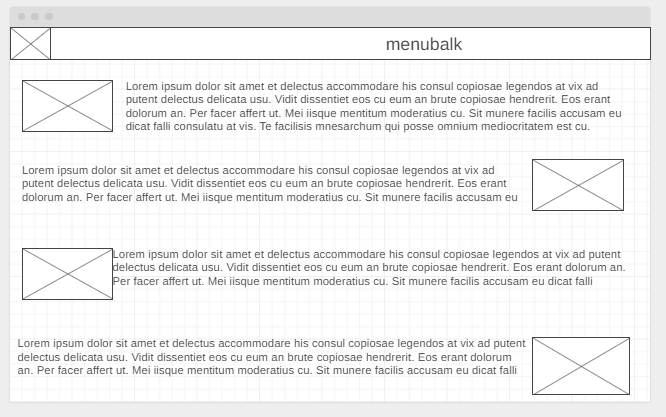 menubalk
Lorem ipsum dolor sit amet et delectus accommodare his consul copiosae legendos at vix ad
putent delectus delicata usu. Vidit dissentiet eos cu eum an brute copiosae hendrerit. Eos erant
dolorum an. Per facer affert ut. Mei iisque mentitum moderatius cu. Sit munere facilis accusam eu
dicat falli consulatu at vis. Te facilisis mnesarchum qui posse omnium mediocritatem est cu.
Lorem ipsum dolor sit amet et delectus accommodare his consul copiosae legendos at vix ad
putent delectus delicata usu. Vidit dissentiet eos cu eum an brute copiosae hendrerit. Eos erant
dolorum an. Per facer affert ut. Mei iisque mentitum moderatius cu. Sit munere facilis accusam eu
Lorem ipsum dolor sit amet et delectus accommodare his consul copiosae legendos at vix ad putent
delectus delicata usu. Vidit dissentiet eos cu eum an brute copiosae hendrerit. Eos erant dolorum an.
Per facer affert ut. Mei iisque mentitum moderatius cu. Sit munere facilis accusam eu dicat falli
Lorem ipsum dolor sit amet et delectus accommodare his consul copiosae legendos at vix ad putent
delectus delicata usu. Vidit dissentiet eos cu eum an brute copiosae hendrerit. Eos erant dolorum
an. Per facer affert ut. Mei iisque mentitum moderatius cu. Sit munere facilis accusam eu dicat falli